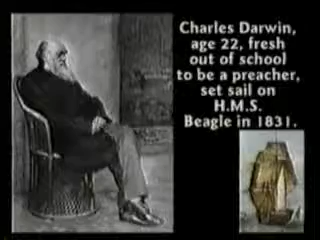 Charles Darwin,
age 22, fresh
out of school
to be a preacher,
set sail on
H.M.S.
Beagle in 1831.